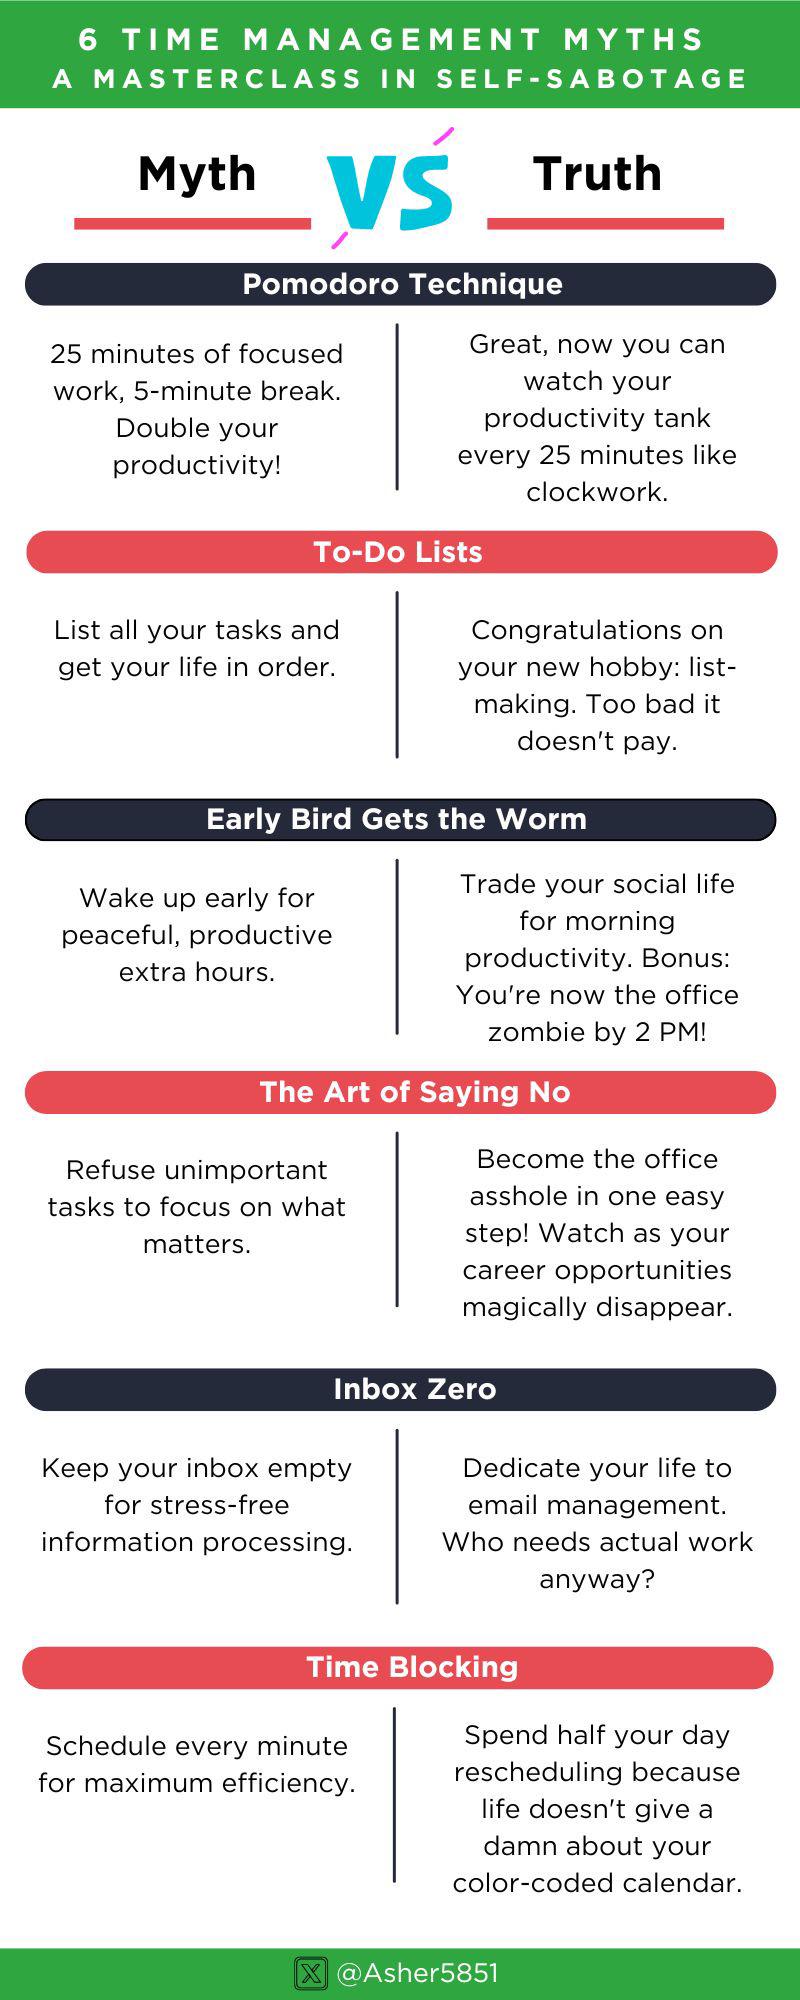 6 TIME MANAGEMENT MYTHS
A MASTERCLASS IN SELF-SABOTAGE
Myth
VS
Truth
Pomodoro Technique
25 minutes of focused
work, 5-minute break.
Double your
productivity!
Great, now you can
watch your
productivity tank
every 25 minutes like
clockwork.
To-Do Lists
List all your tasks and
get your life in order.
Congratulations on
your new hobby: list-
making. Too bad it
doesn't pay.
Early Bird Gets the Worm
Wake up early for
peaceful, productive
extra hours.
Trade your social life
for morning
productivity. Bonus:
You're now the office
zombie by 2 PM!
The Art of Saying No
Refuse unimportant
tasks to focus on what
matters.
Become the office
asshole in one easy
step! Watch as your
career opportunities
magically disappear.
Inbox Zero
Keep your inbox empty
for stress-free
information processing.
Dedicate your life to
email management.
Who needs actual work
anyway?
Time Blocking
Schedule every minute
for maximum efficiency.
Spend half your day
rescheduling because
life doesn't give a
damn about your
color-coded calendar.
X @Asher5851